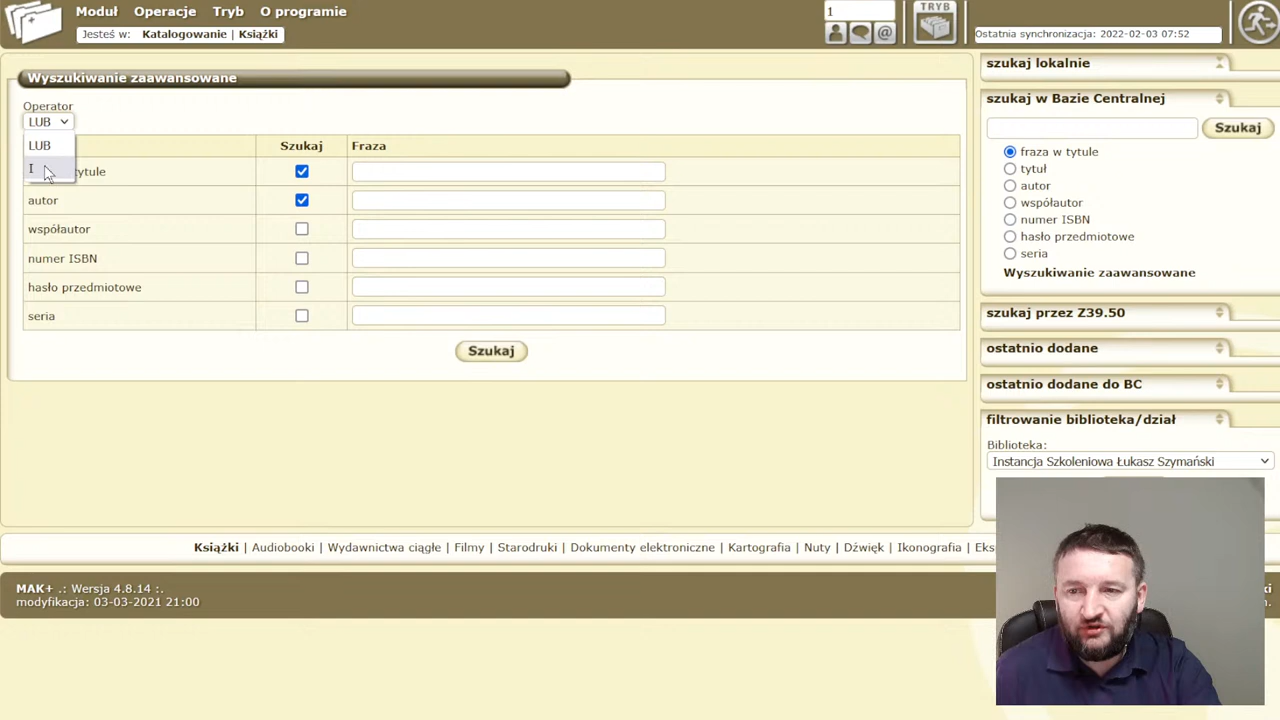 Moduł Operacje Tryb O programie
Jesteś w: Katalogowanie | Książki
1
@
TRYB
Ostatnia synchronizacja: 2022-02-03 07:52
Wyszukiwanie zaawansowane
Operator
LUB
LUB
I
Szukaj Fraza
tytule
autor
współautor
numer ISBN
hasło przedmiotowe
seria
Szukaj
szukaj lokalnie
szukaj w Bazie Centralnej
Szukaj
fraza w tytule
tytuł
autor
współautor
numer ISBN
hasło przedmiotowe
seria
Wyszukiwanie zaawansowane
szukaj przez Z39.50
ostatnio dodane
ostatnio dodane do BC
filtrowanie biblioteka/dział
Biblioteka:
Instancja Szkoleniowa Łukasz Szymański
Książki | Audiobooki | Wydawnictwa ciągłe | Filmy | Starodruki | Dokumenty elektroniczne | Kartografia | Nuty | Dźwięk | Ikonografia | Eks
MAK+ .: Wersja 4.8.14 :.
modyfikacja: 03-03-2021 21:00